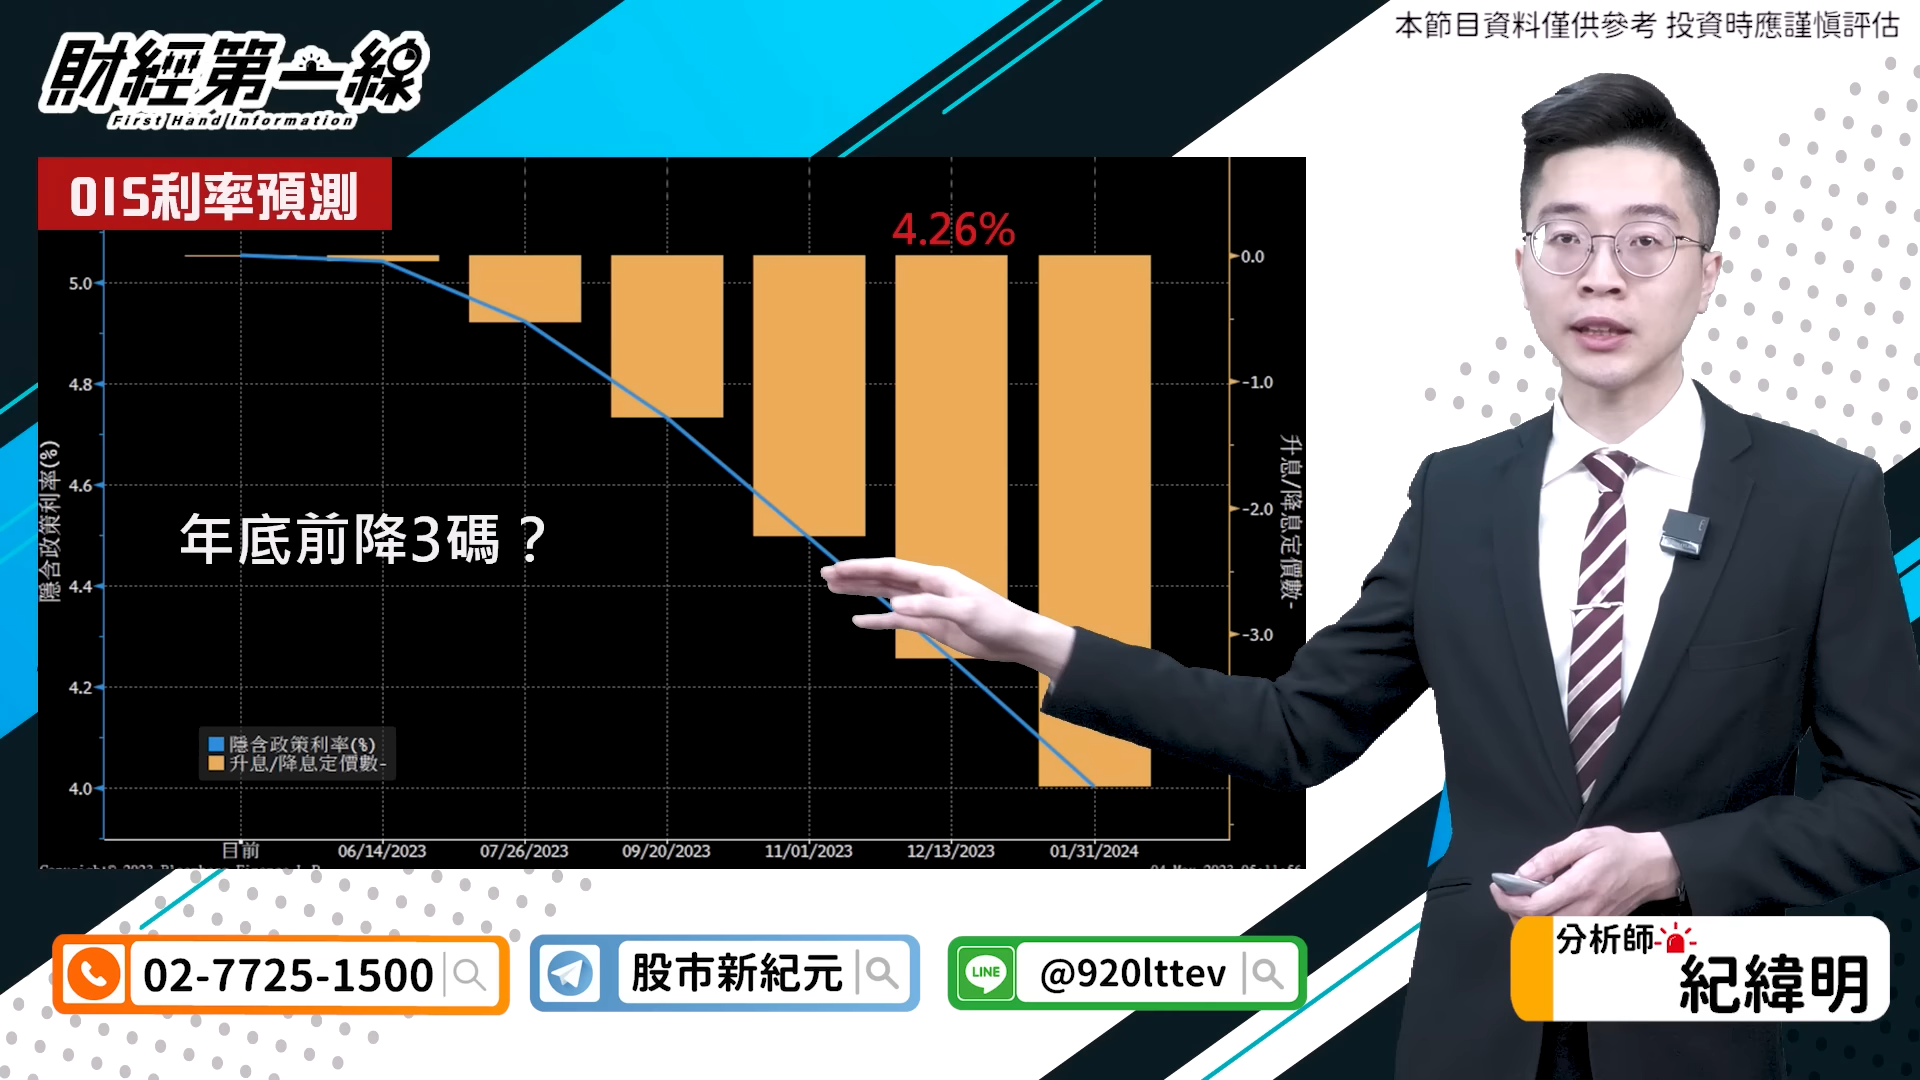 財經第一線
First Hand Information
本節目資料僅供參考 投資時應謹慎評估
OIS利率預測
4.26%
5.0
4.8
4.6
4.4
4.2
4.0
隱含政策利率(%)
年底前降3碼？
隱含政策利率(%)
升息/降息定價數-
0.0
-1.0
-2.0
-3.0
升息/降息定價數-
目前
06/14/2023
07/26/2023
09/20/2023
11/01/2023
12/13/2023
01/31/2024
02-7725-1500
股市新紀元
LINE
@920lttev
分析師
紀緯明